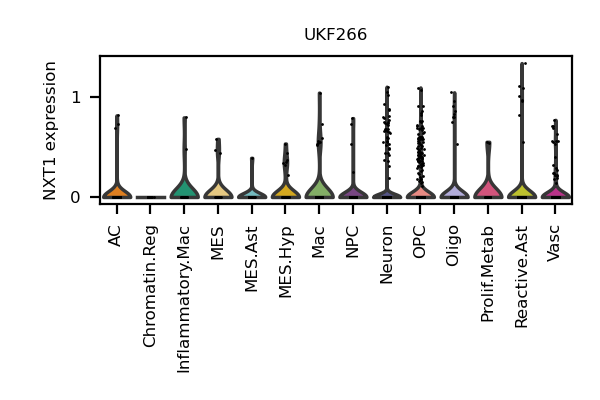 UKF266
NXT1 expression
1
0
AC
Chromatin.Reg
Inflammatory.Mac
MES
MES.Ast
MES.Hyp
Mac
NPC
Neuron
OPC
Oligo
Prolif.Metab
Reactive.Ast
Vasc